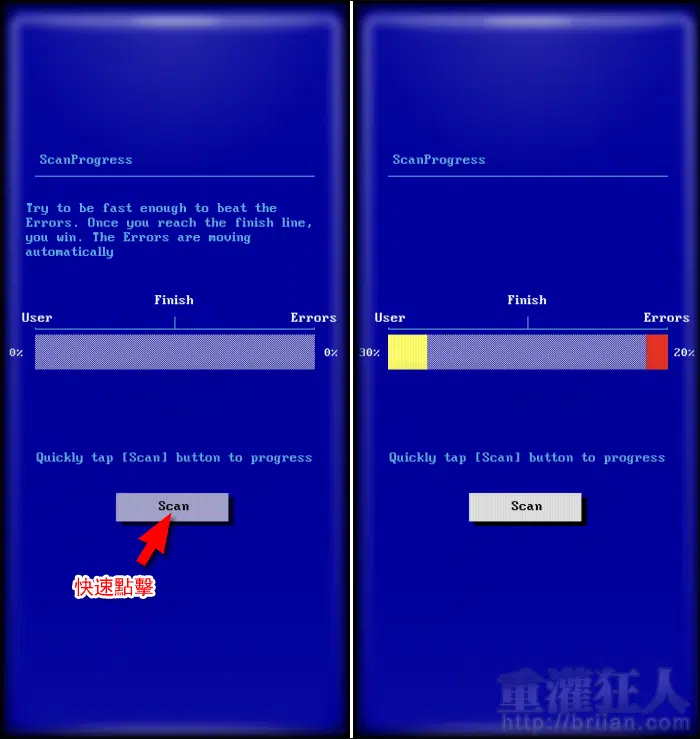 ScanProgress
Try to be fast enough to beat the
Errors. Once you reach the finish line,
you win. The Errors are moving
automatically
Finish
User
Errors
0%
0%
Quickly tap [Scan] button to progress
Scan
快速點擊
ScanProgress
Finish
User
Errors
30%
20%
Quickly tap [Scan] button to progress
Scan
重灌狂人
http://briian.com